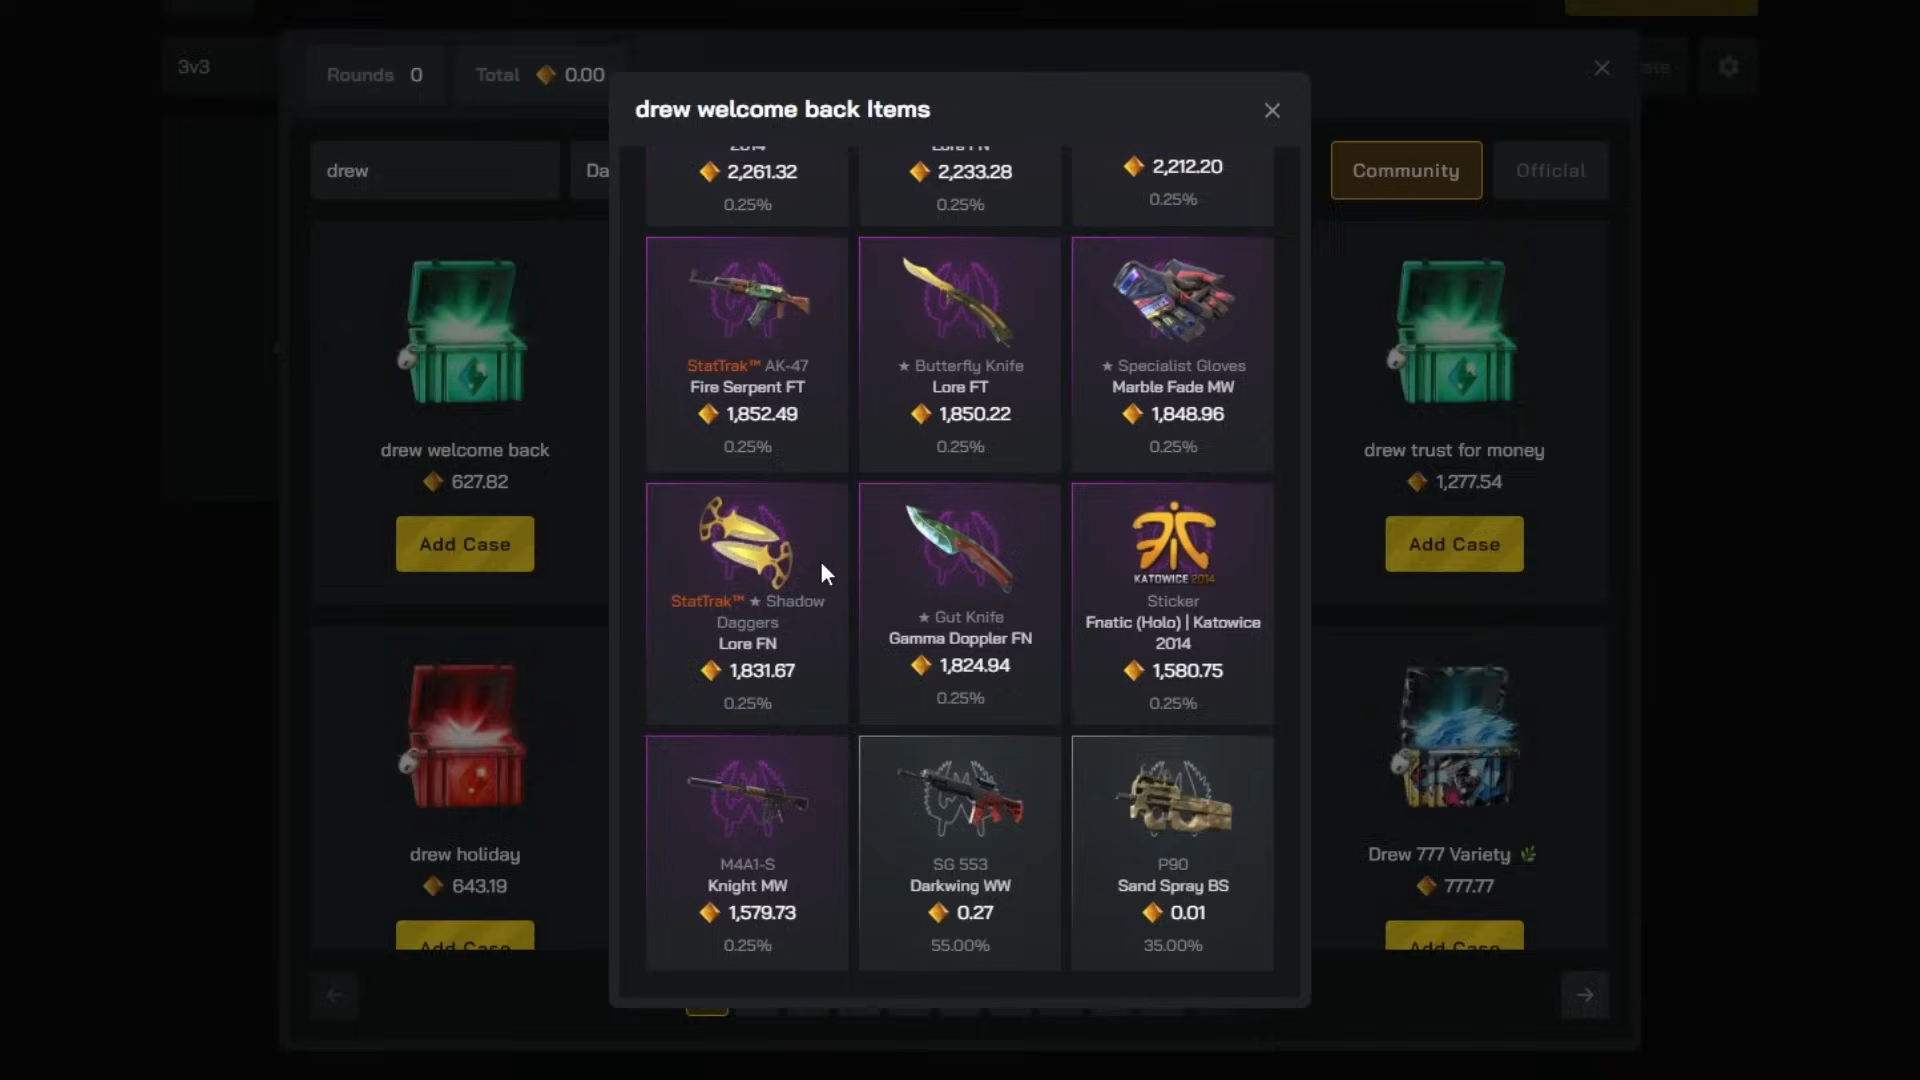 3v3
Rounds 0
Total 0.00
drew welcome back Items
drew
Da
Community
Official
2014
2,261.32
0.25%
Lore FN
2,233.28
0.25%
2,212.20
0.25%
StatTrak™ AK-47
Fire Serpent FT
1,852.49
0.25%
★ Butterfly Knife
Lore FT
1,850.22
0.25%
★ Specialist Gloves
Marble Fade MW
1,848.96
0.25%
drew welcome back
627.82
Add Case
drew trust for money
1,277.54
Add Case
StatTrak™ ★ Shadow
Daggers
Lore FN
1,831.67
0.25%
★ Gut Knife
Gamma Doppler FN
1,824.94
0.25%
KATOWICE 2014
Sticker
Fnatic (Holo) | Katowice
2014
1,580.75
0.25%
M4A1-S
Knight MW
1,579.73
0.25%
SG 553
Darkwing WW
0.27
55.00%
P90
Sand Spray BS
0.01
35.00%
drew holiday
643.19
Add Case
Drew 777 Variety
777.77
Add Case